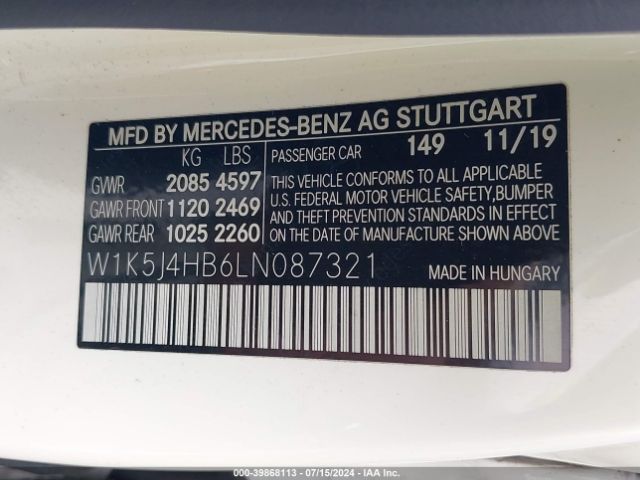 MFD BY MERCEDES-BENZ AG STUTTGART
KG LBS PASSENGER CAR 149 11/19
GVWR 2085 4597
GAWR FRONT 1120 2469
GAWR REAR 1025 2260
THIS VEHICLE CONFORMS TO ALL APPLICABLE
U.S. FEDERAL MOTOR VEHICLE SAFETY, BUMPER
AND THEFT PREVENTION STANDARDS IN EFFECT
ON THE DATE OF MANUFACTURE SHOWN ABOVE.
W1K5J4HB6LN087321 MADE IN HUNGARY
000-39868113 / 07/15/2024 / IAA Inc.